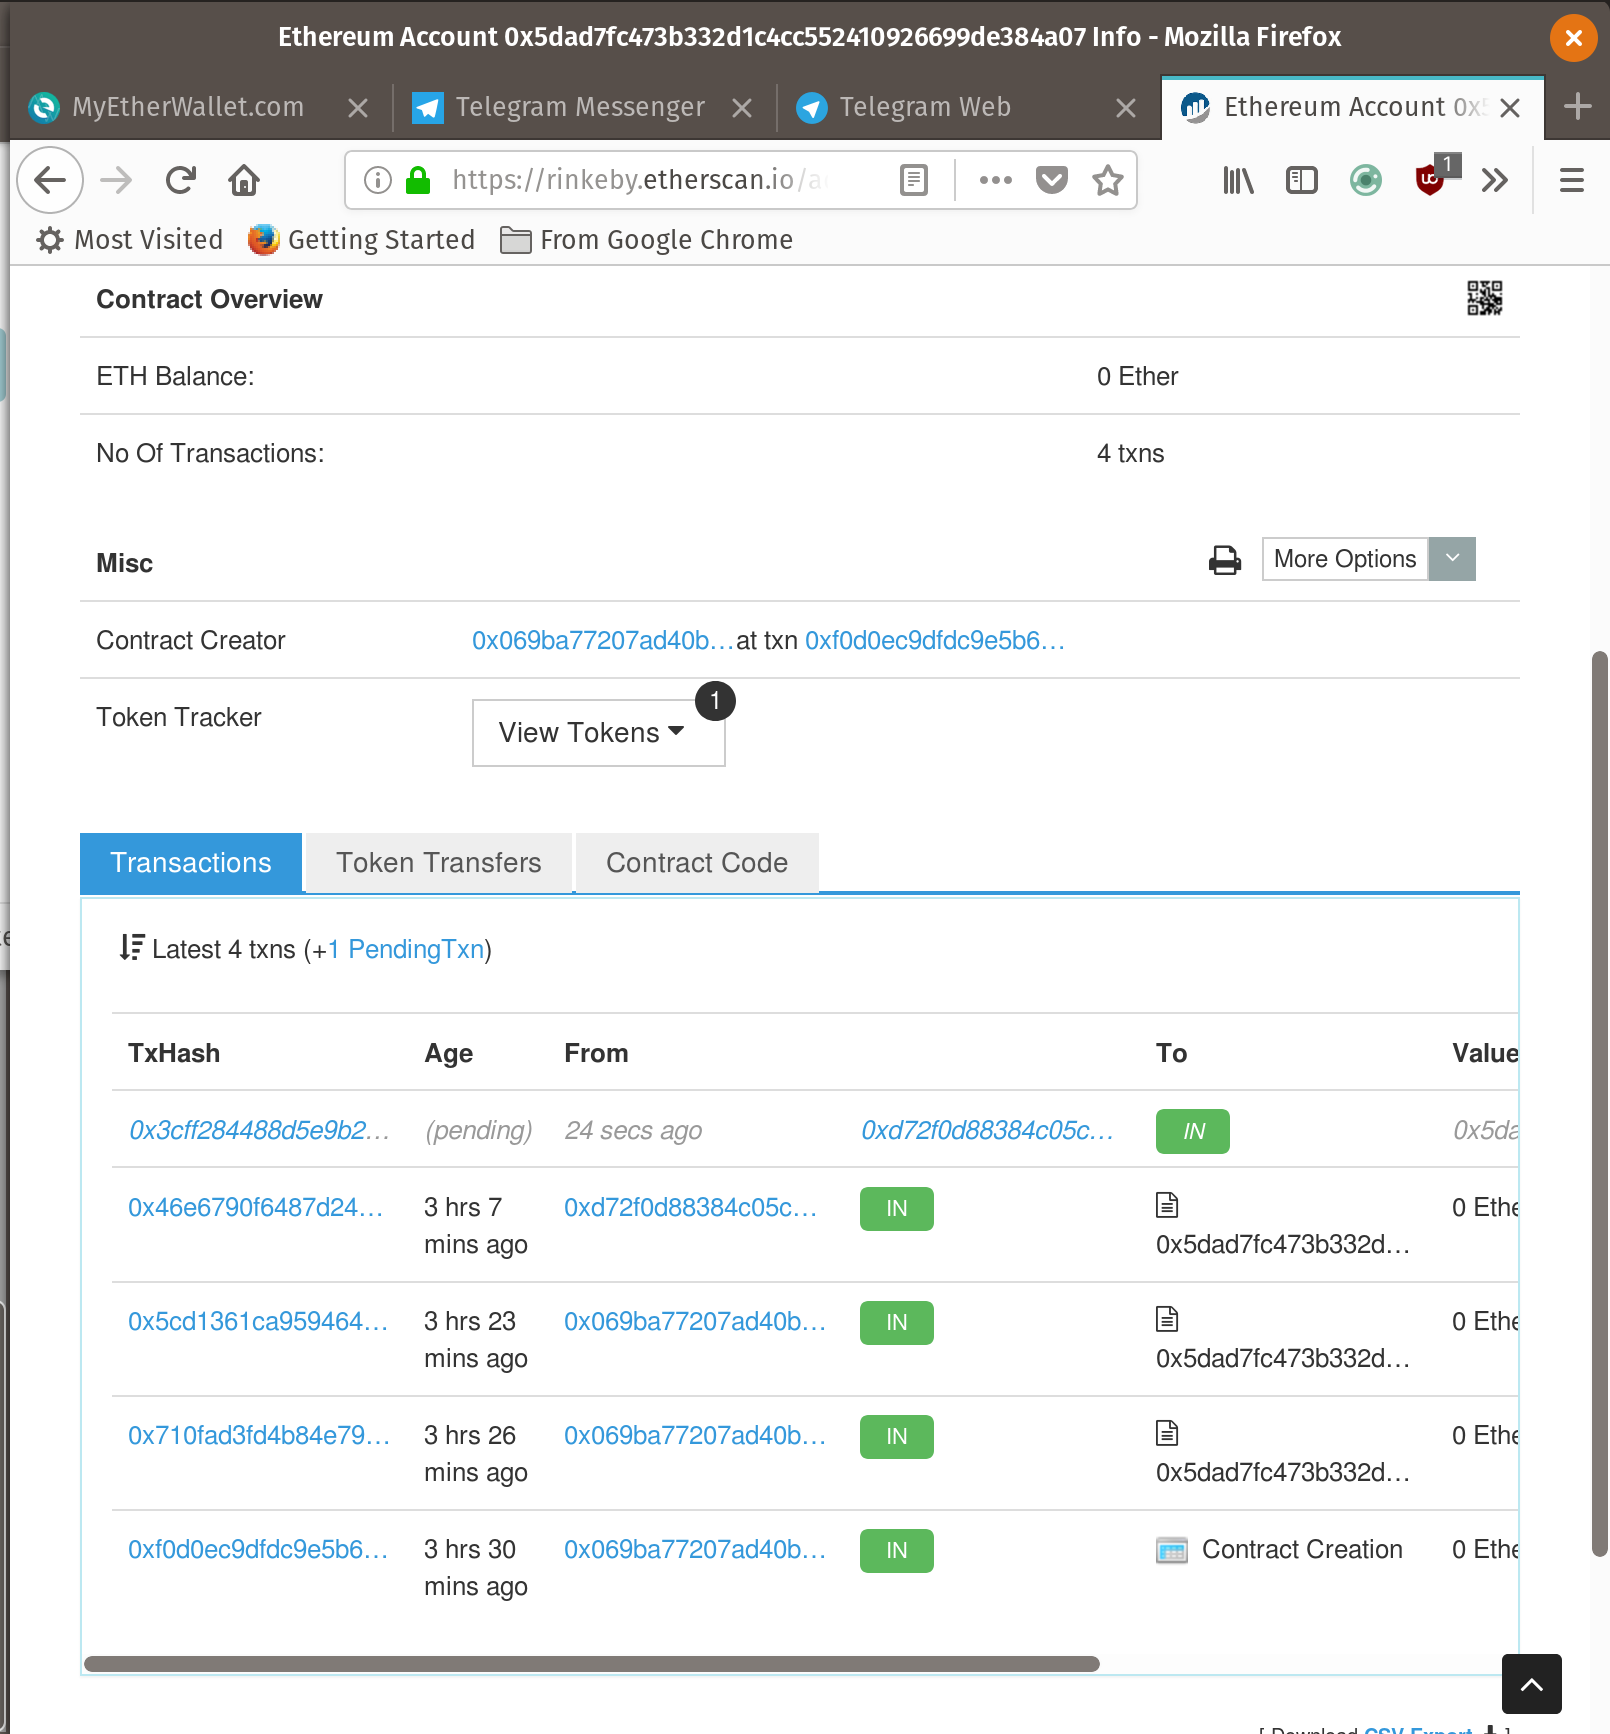 Ethereum Account 0x5dad7fc473b332d1c4cc552410926699de384a07 Info - Mozilla Firefox
MyEtherWallet.com Telegram Messenger Telegram Web Ethereum Account 0x5
https://rinkeby.etherscan.io/a 1
Most Visited Getting Started From Google Chrome
Contract Overview
ETH Balance: 0 Ether
No Of Transactions: 4 txns
Misc More Options
Contract Creator 0x069ba77207ad40b... at txn 0xf0d0ec9dfdc9e5b6...
Token Tracker View Tokens 1
Transactions Token Transfers Contract Code
Latest 4 txns (+1 PendingTxn)
TxHash Age From To Value
0x3cff284488d5e9b2... (pending) 24 secs ago 0xd72f0d88384c05c... IN 0x5da
0x46e6790f6487d24... 3 hrs 7 mins ago 0xd72f0d88384c05c... IN 0x5dad7fc473b332d... 0 Ethe
0x5cd1361ca959464... 3 hrs 23 mins ago 0x069ba77207ad40b... IN 0x5dad7fc473b332d... 0 Ethe
0x710fad3fd4b84e79... 3 hrs 26 mins ago 0x069ba77207ad40b... IN 0x5dad7fc473b332d... 0 Ethe
0xf0d0ec9dfdc9e5b6... 3 hrs 30 mins ago 0x069ba77207ad40b... IN Contract Creation 0 Ethe
[ Download CSV Export ]